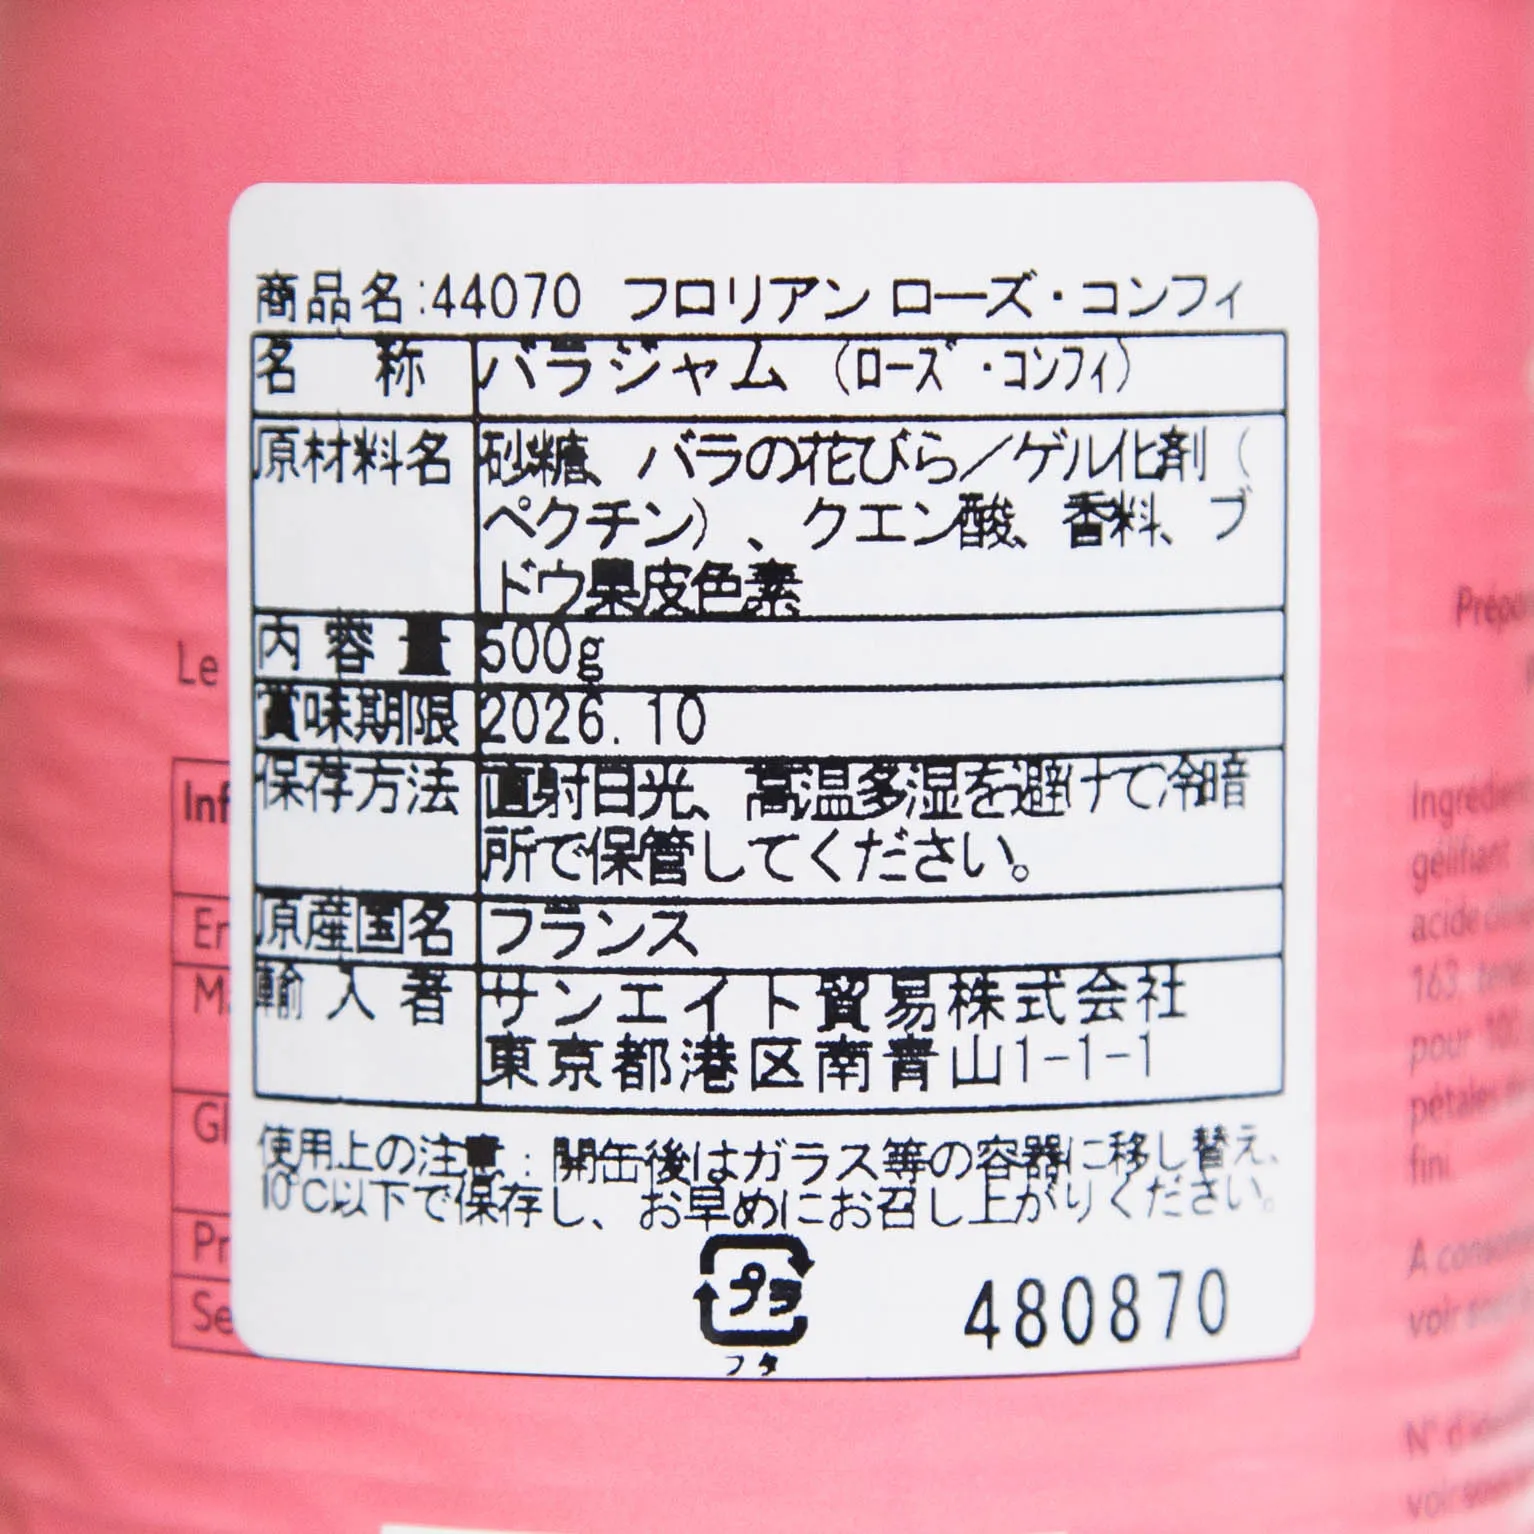 商品名:44070 フロリアン ローズ・コンフィ
名称 バラジャム (ローズ・コンフィ)
原材料名 砂糖、バラの花びら/ゲル化剤(
ペクチン)、クエン酸、香料、ブ
ドウ果皮色素
内容量 500g
賞味期限 2026.10
保存方法 直射日光、高温多湿を避けて冷暗
所で保管してください。
原産国名 フランス
輸入者 サンエイト貿易株式会社
東京都港区南青山1-1-1
使用上の注意:開缶後はガラス等の容器に移し替え、
10℃以下で保存し、お早めにお召し上がりください。
プラ
フタ
480870
Le
Inf
En
Gl
Pr
Se
Prépa
Ingrédien
gélifiant
163
pour 100
pétales
fini.
A conso
voir
N° d'
voir